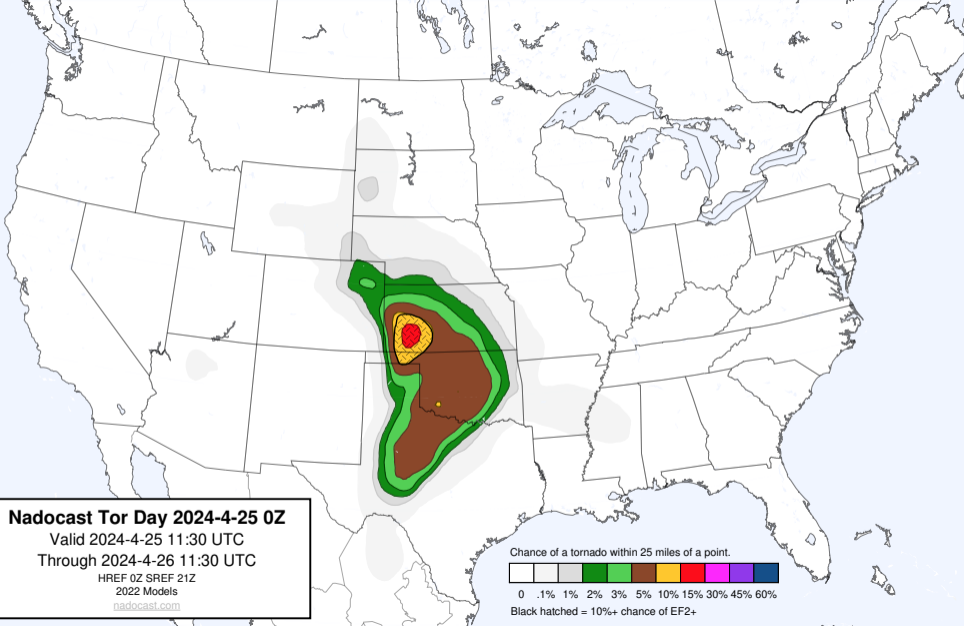 Nadocast Tor Day 2024-4-25 0Z
Valid 2024-4-25 11:30 UTC
Through 2024-4-26 11:30 UTC
HREF 0Z SREF 21Z
2022 Models
nadocast.com
Chance of a tornado within 25 miles of a point.
0 .1% 1% 2% 3% 5% 10% 15% 30% 45% 60%
Black hatched = 10%+ chance of EF2+